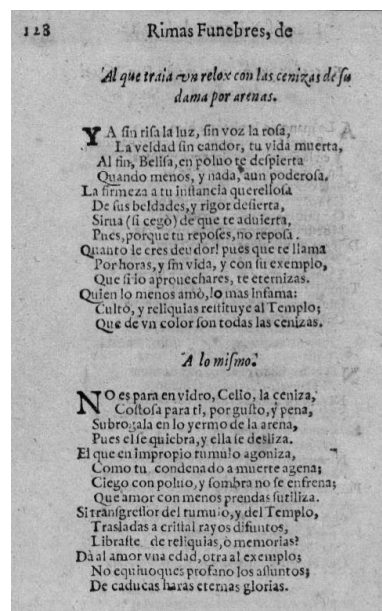 128 Rimas Funebres, de
Al que traia vn relox con las cenizas de su
dama por arenas.
YA sin risa la luz, sin voz la rosa,
La veldad sin candor, tu vida muerta,
Al fin, Belisa, en poluo te despierta
Quando menos, y nada, aun poderosa.
La firmeza a tu instancia querellosa
De sus beldades, y rigor desierta,
Sirua (si cegò) de que te aduierta,
Pues, porque tu reposes, no reposa.
Quanto le eres deudor! pues que te llama
Por horas, y sin vida, y con su exemplo,
Que si lo aprouechares, te eternizas.
Quien lo menos amò, lo mas infama:
Culto, y reliquias restituye al Templo;
Que de vn color son todas las cenizas.
A lo mismo.
NO es para en vidro, Celio, la ceniza,
Costosa para ti, por gusto, y pena,
Subrogala en lo yermo de la arena,
Pues el se quiebra, y ella se desliza.
El que en impropio tumulo agoniza,
Como tu condenado a muerte agena;
Ciego con poluo, y sombra no se enfrena;
Que amor con menos prendas sutiliza.
Si transgressor del tumulo, y del Templo,
Trasladas a cristal rayos difuntos,
Libraste de reliquias, ò memorias?
Dà al amor vna edad, otra al exemplo;
No equiuoques profano los assuntos;
De caducas haras eternas glorias.